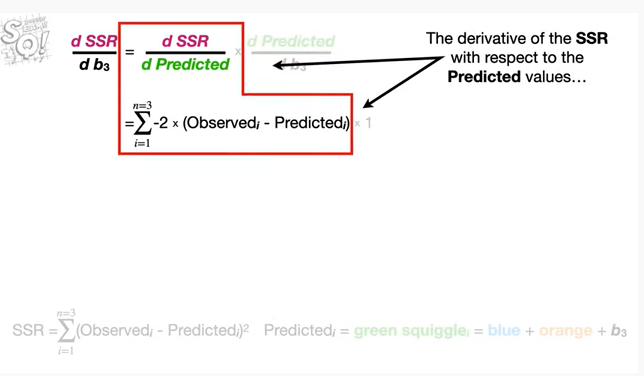 SQ!
d SSR / d b₃ = d SSR / d Predicted × d Predicted / d b₃
The derivative of the SSR
with respect to the
Predicted values…
n=3
=∑ -2 × (Observedᵢ - Predictedᵢ) × 1
i=1
n=3
SSR =∑(Observedᵢ - Predictedᵢ)² Predictedᵢ = green squiggleᵢ = blue + orange + b₃
i=1